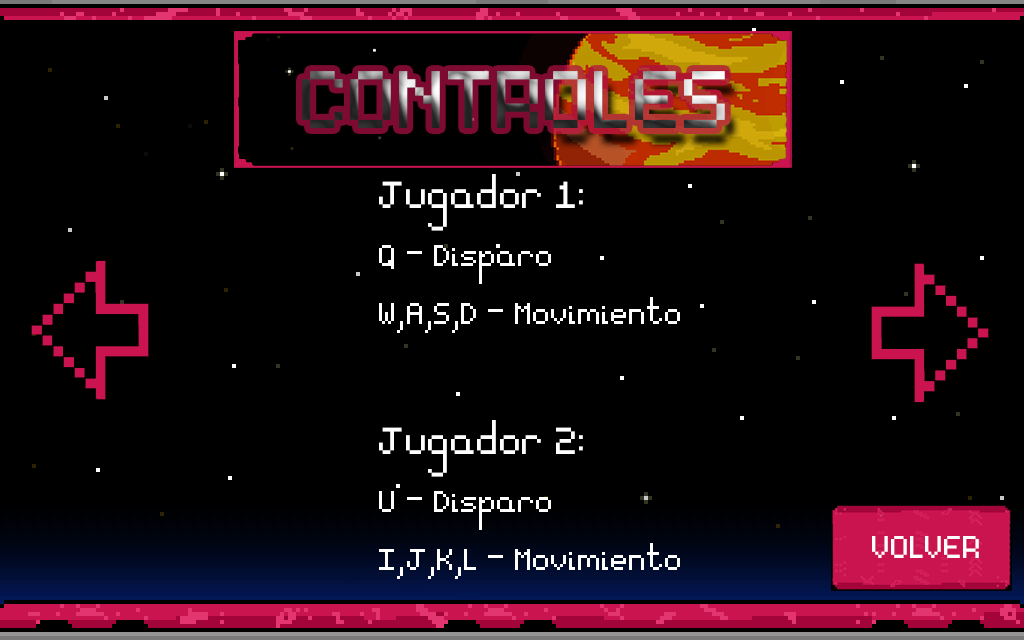 CONTROLES
Jugador 1:
Q - Disparo
W,A,S,D - Movimiento
Jugador 2:
U - Disparo
I,J,K,L - Movimiento
VOLVER